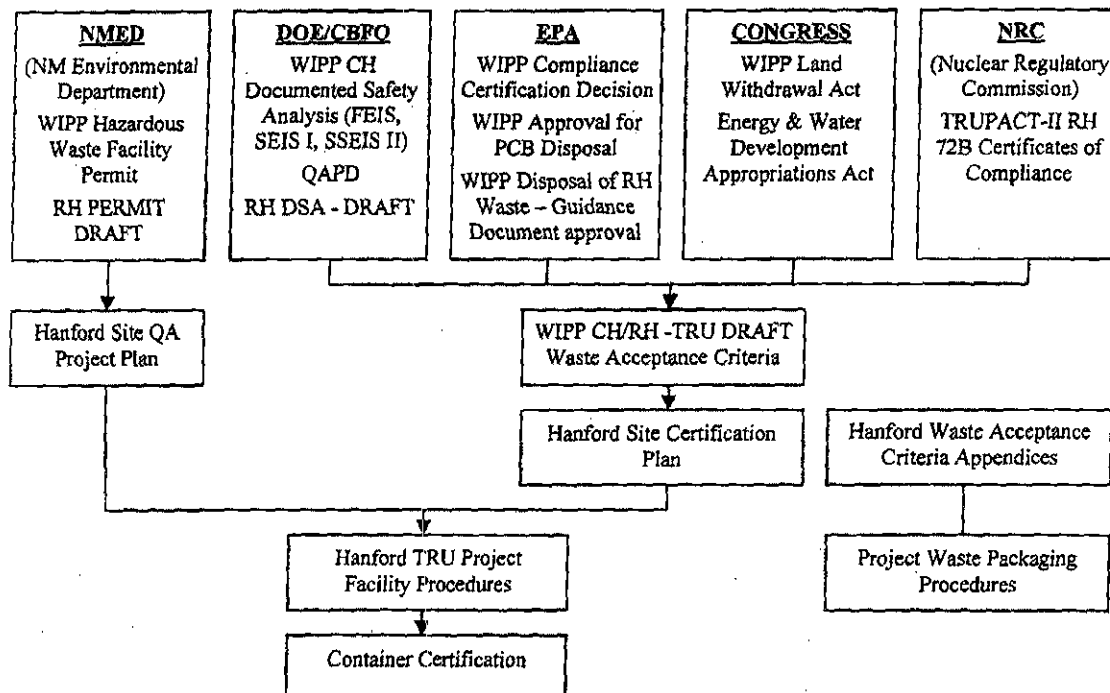 NMED
(NM Environmental
Department)
WIPP Hazardous
Waste Facility
Permit
RH PERMIT
DRAFT
DOE/CBFO
WIPP CH
Documented Safety
Analysis (FEIS,
SEIS I, SSEIS II)
QAPD
RH DSA - DRAFT
EPA
WIPP Compliance
Certification Decision
WIPP Approval for
PCB Disposal
WIPP Disposal of RH
Waste – Guidance
Document approval
CONGRESS
WIPP Land
Withdrawal Act
Energy & Water
Development
Appropriations Act
NRC
(Nuclear Regulatory
Commission)
TRUPACT-II RH
72B Certificates of
Compliance
Hanford Site QA
Project Plan
WIPP CH/RH -TRU DRAFT
Waste Acceptance Criteria
Hanford Site Certification
Plan
Hanford Waste Acceptance
Criteria Appendices
Hanford TRU Project
Facility Procedures
Project Waste Packaging
Procedures
Container Certification